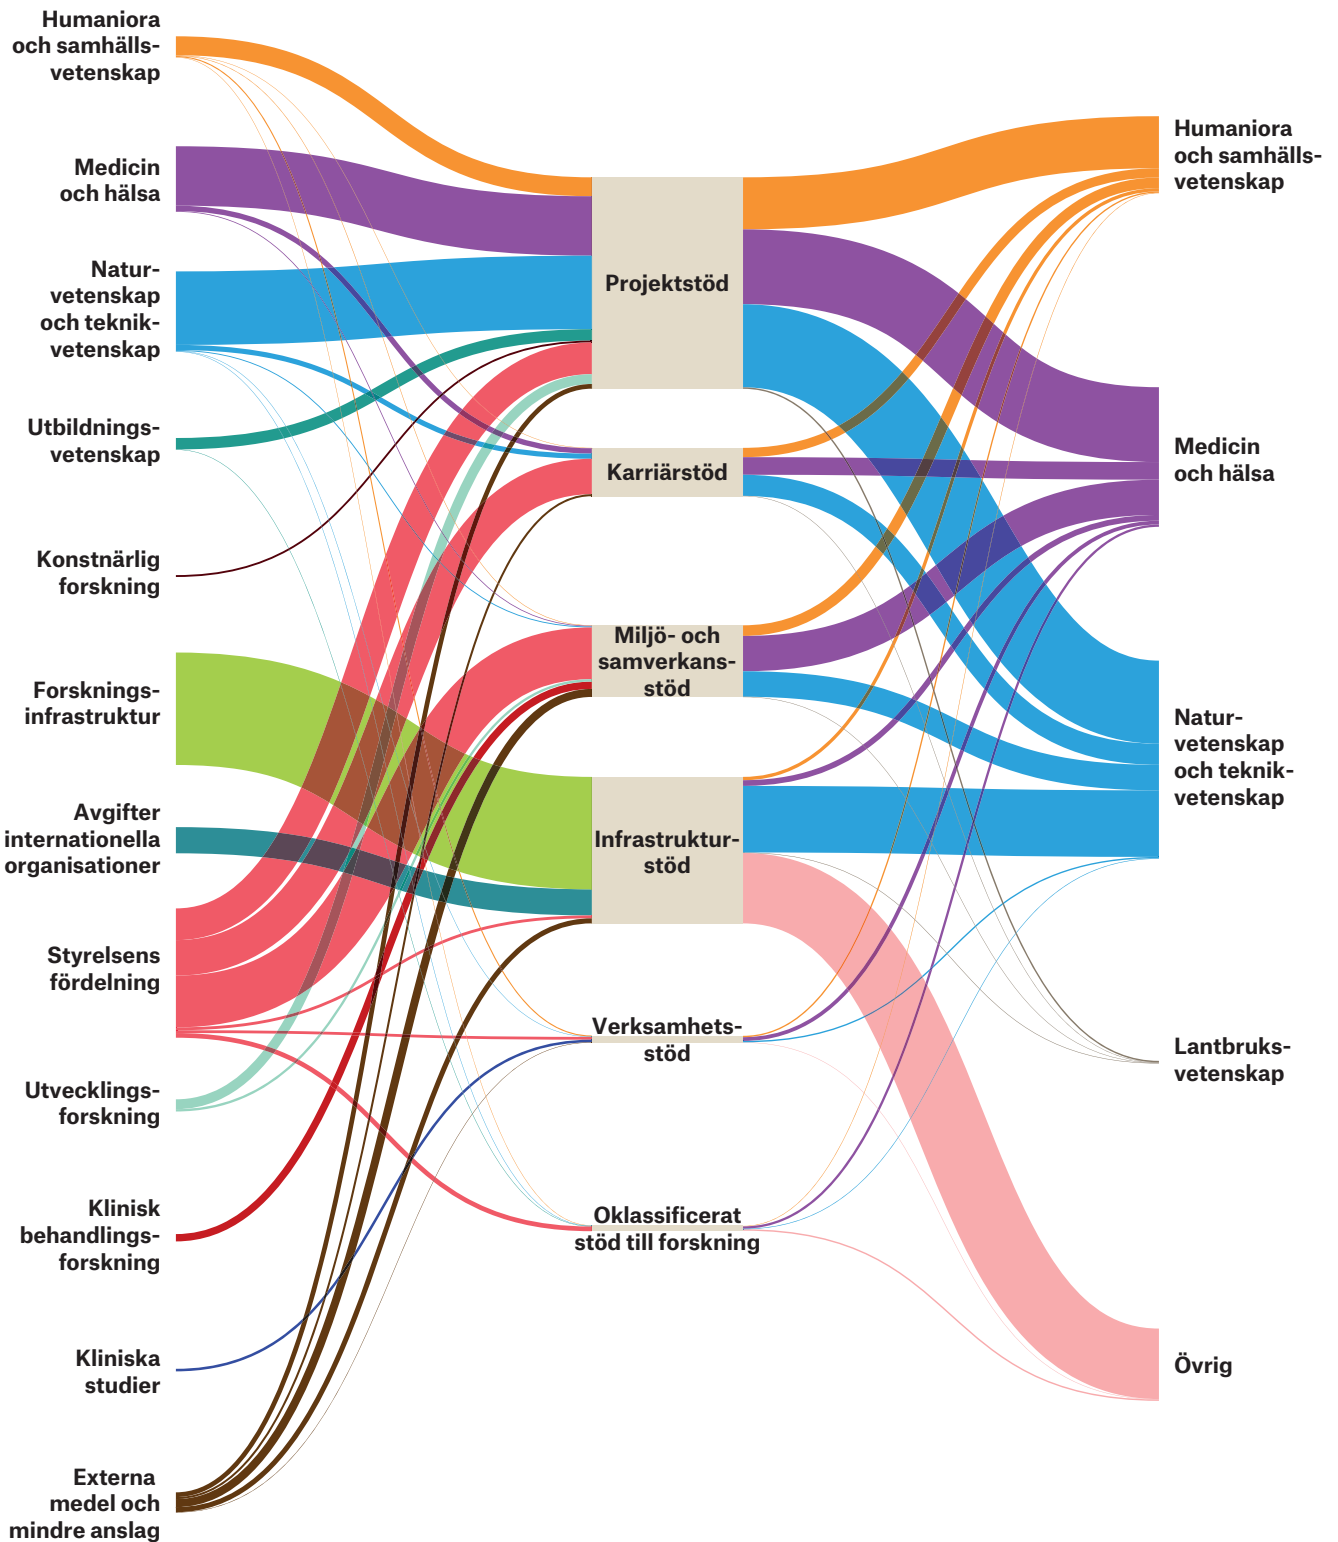 Humaniora
och samhälls-
vetenskap
Medicin
och hälsa
Natur-
vetenskap
och teknik-
vetenskap
Utbildnings-
vetenskap
Konstnärlig
forskning
Forsknings-
infrastruktur
Avgifter
internationella
organisationer
Styrelsens
fördelning
Utvecklings-
forskning
Klinisk
behandlings-
forskning
Kliniska
studier
Externa
medel och
mindre anslag
Projektstöd
Karriärstöd
Miljö- och
samverkans-
stöd
Infrastruktur-
stöd
Verksamhets-
stöd
Oklassificerat
stöd till forskning
Humaniora
och samhälls-
vetenskap
Medicin
och hälsa
Natur-
vetenskap
och teknik-
vetenskap
Lantbruks-
vetenskap
Övrig